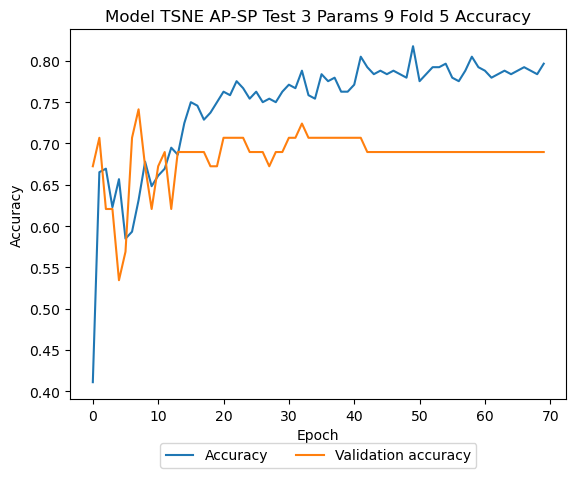 Model TSNE AP-SP Test 3 Params 9 Fold 5 Accuracy
0.80
0.75
0.70
0.65
0.60
0.55
0.50
0.45
0.40
Accuracy
0 10 20 30 40 50 60 70
Epoch
Accuracy Validation accuracy